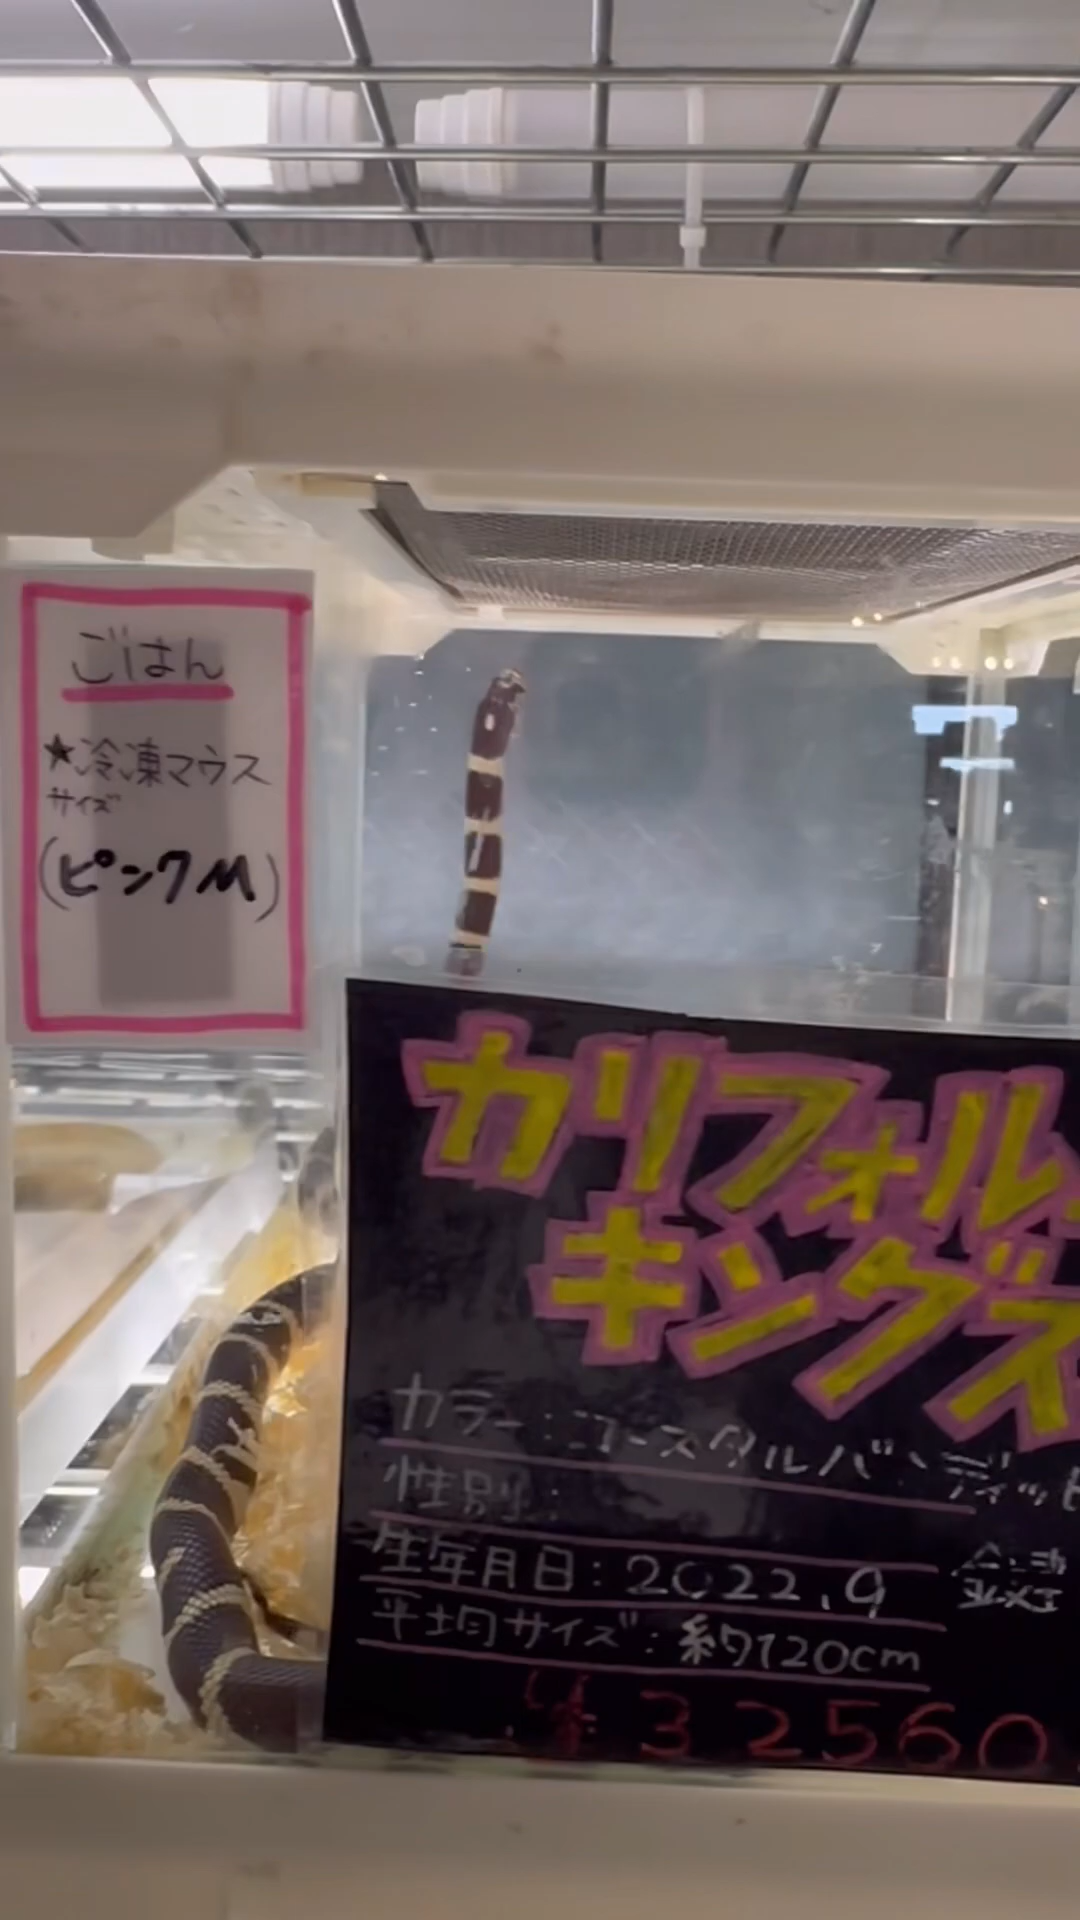 ごはん
★冷凍マウス
サイズ
(ピンクM)
カリフォルニ
キングス
カラー:コースタルバンディッド
性別:
生年月日:2022.9
平均サイズ:約120cm
¥32560